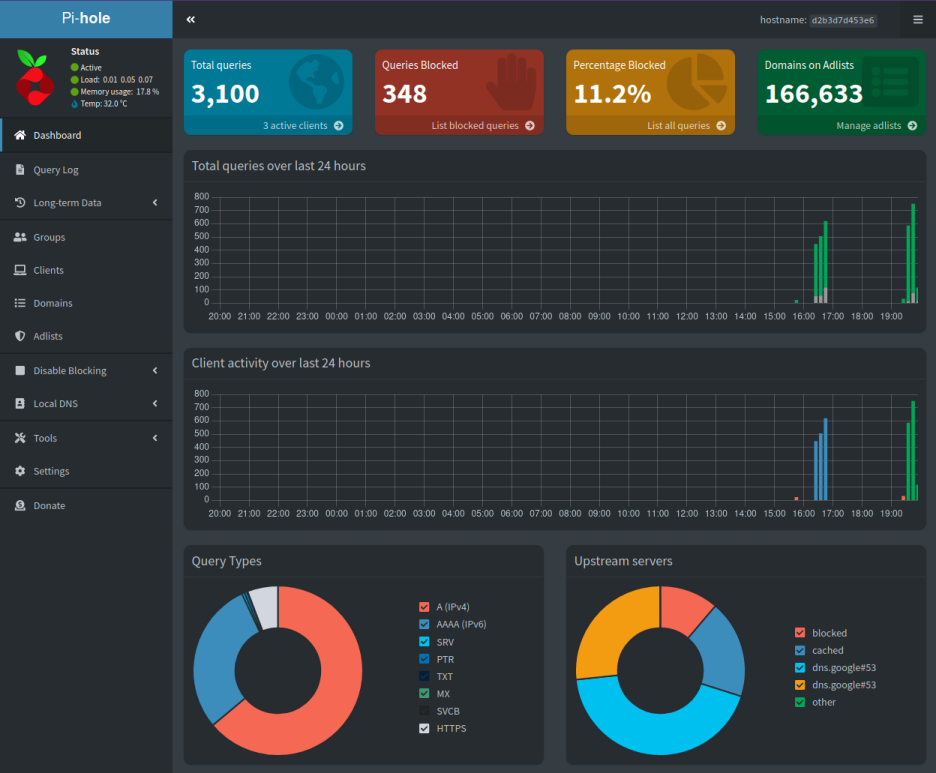 Pi-hole
hostname: d2b3d7d453e6
Status
Active
Load: 0.01 0.05 0.07
Memory usage: 17.8 %
Temp: 32.0 °C
Dashboard
Query Log
Long-term Data
Groups
Clients
Domains
Adlists
Disable Blocking
Local DNS
Tools
Settings
Donate
Total queries
3,100
3 active clients
Queries Blocked
348
List blocked queries
Percentage Blocked
11.2%
List all queries
Domains on Adlists
166,633
Manage adlists
Total queries over last 24 hours
800
700
600
500
400
300
200
100
0
20:00 21:00 22:00 23:00 00:00 01:00 02:00 03:00 04:00 05:00 06:00 07:00 08:00 09:00 10:00 11:00 12:00 13:00 14:00 15:00 16:00 17:00 18:00 19:00
Client activity over last 24 hours
800
700
600
500
400
300
200
100
0
20:00 21:00 22:00 23:00 00:00 01:00 02:00 03:00 04:00 05:00 06:00 07:00 08:00 09:00 10:00 11:00 12:00 13:00 14:00 15:00 16:00 17:00 18:00 19:00
Query Types
A (IPv4)
AAAA (IPv6)
SRV
PTR
TXT
MX
SVCB
HTTPS
Upstream servers
blocked
cached
dns.google#53
dns.google#53
other